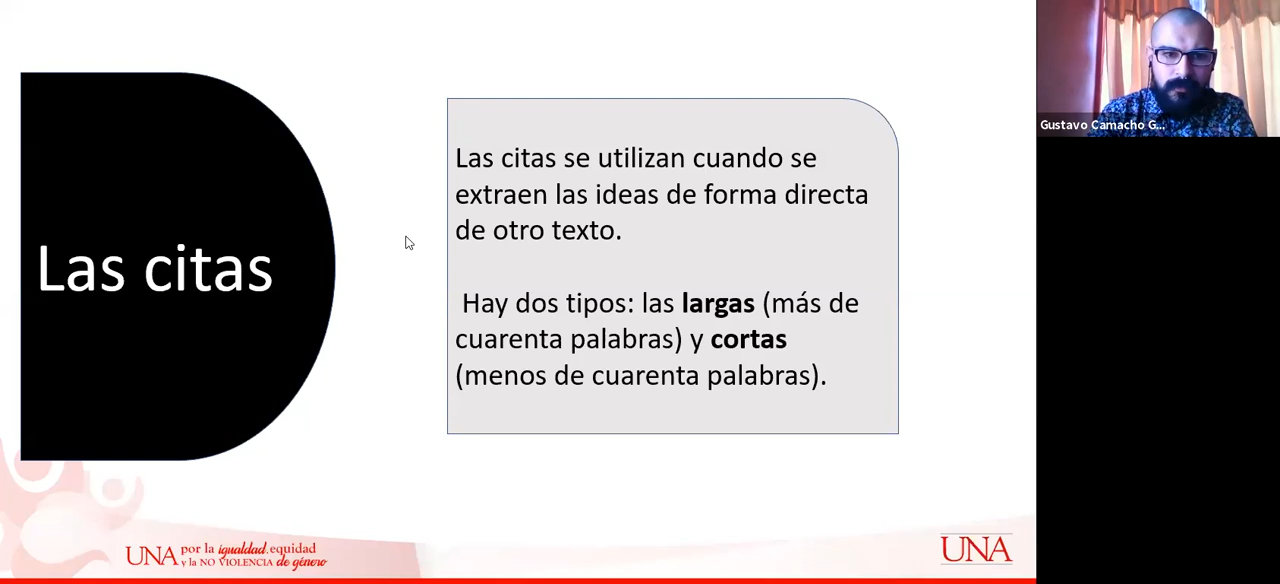 Las citas
Las citas se utilizan cuando se
extraen las ideas de forma directa
de otro texto.
Hay dos tipos: las largas (más de
cuarenta palabras) y cortas
(menos de cuarenta palabras).
Gustavo Camacho G...
UNA por la igualdad, equidad
y la NO VIOLENCIA de género
UNA